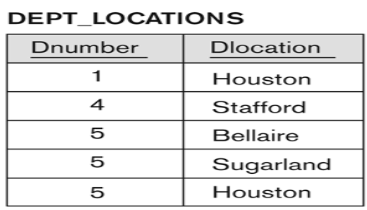 DEPT_LOCATIONS
Dnumber Dlocation
1 Houston
4 Stafford
5 Bellaire
5 Sugarland
5 Houston